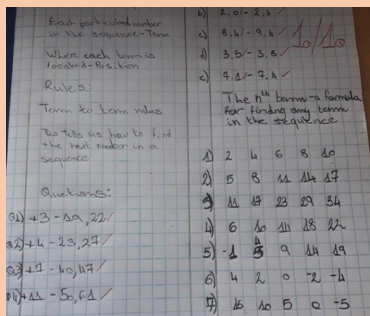 Each particular number
in the sequence-Term
Where each term is
located-Position
Rules:
Term to term rules
This tells us how to find
the next number in a
sequence
Questions:
Q1) +3 - 19, 22
Q2) +4 - 23, 27
Q3) +7 - 40, 47
Q4) +11 - 50, 61
b) 2,0/-2,4
c) 8,4/-9,4
d) 3,5/-3,8
e) 9,1/-7,4
10/10
The nth term - a formula
for finding any term
in the sequence
1) 2 4 6 8 10
2) 5 8 11 14 17
3 11 17 23 29 34
4) 6 10 14 18 22
5) -1 4 9 14 19
6) 4 2 0 -2 -4
7) 15 10 5 0 -5